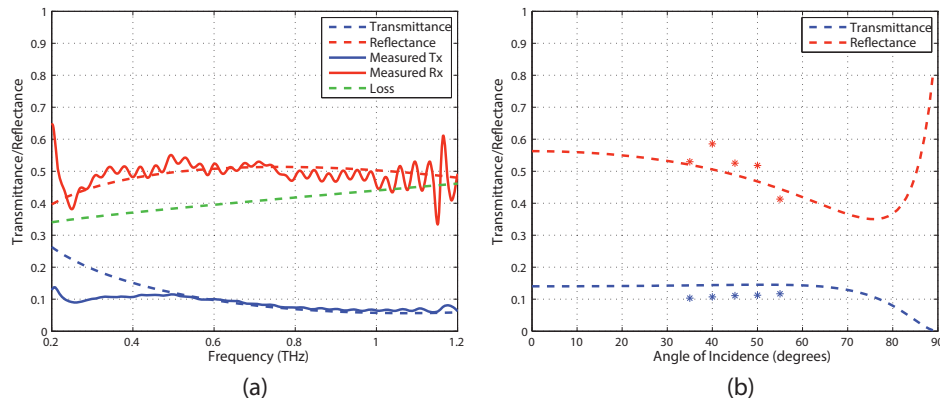 Transmittance/Reflectance
1
0.9
0.8
0.7
0.6
0.5
0.4
0.3
0.2
0.1
0
Transmittance
Reflectance
Measured Tx
Measured Rx
Loss
0.2 0.4 0.6 0.8 1 1.2
Frequency (THz)
(a)
Transmittance/Reflectance
1
0.9
0.8
0.7
0.6
0.5
0.4
0.3
0.2
0.1
0
Transmittance
Reflectance
0 10 20 30 40 50 60 70 80 90
Angle of Incidence (degrees)
(b)